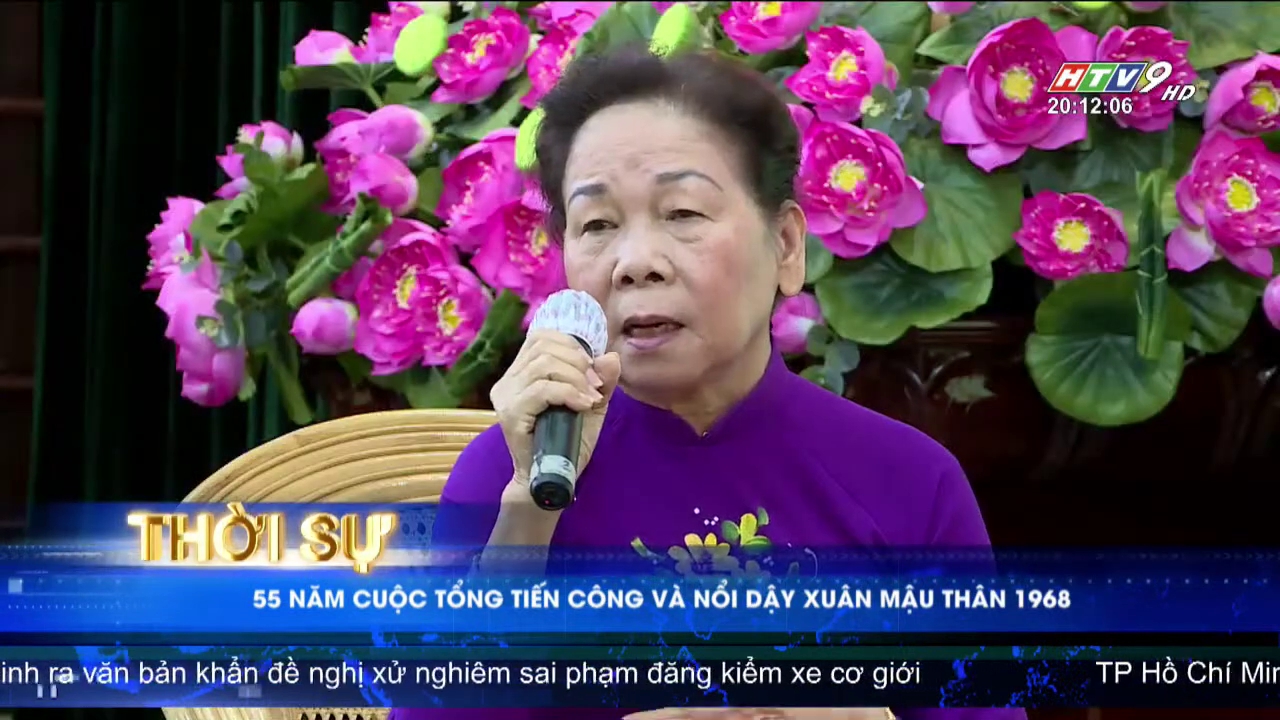 HTV9 HD
20:12:06
THỜI SỰ
55 NĂM CUỘC TỔNG TIẾN CÔNG VÀ NỔI DẬY XUÂN MẬU THÂN 1968
inh ra văn bản khẩn đề nghị xử nghiêm sai phạm đăng kiểm xe cơ giới TP Hồ Chí Min